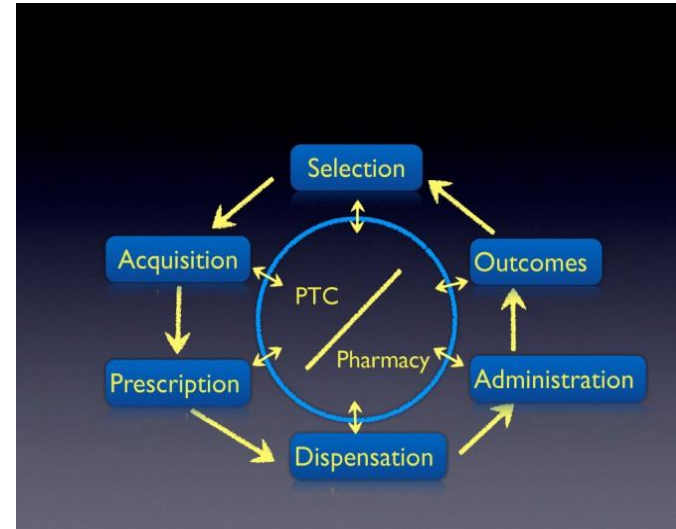 Selection
Acquisition
Outcomes
PTC
Pharmacy
Prescription
Administration
Dispensation